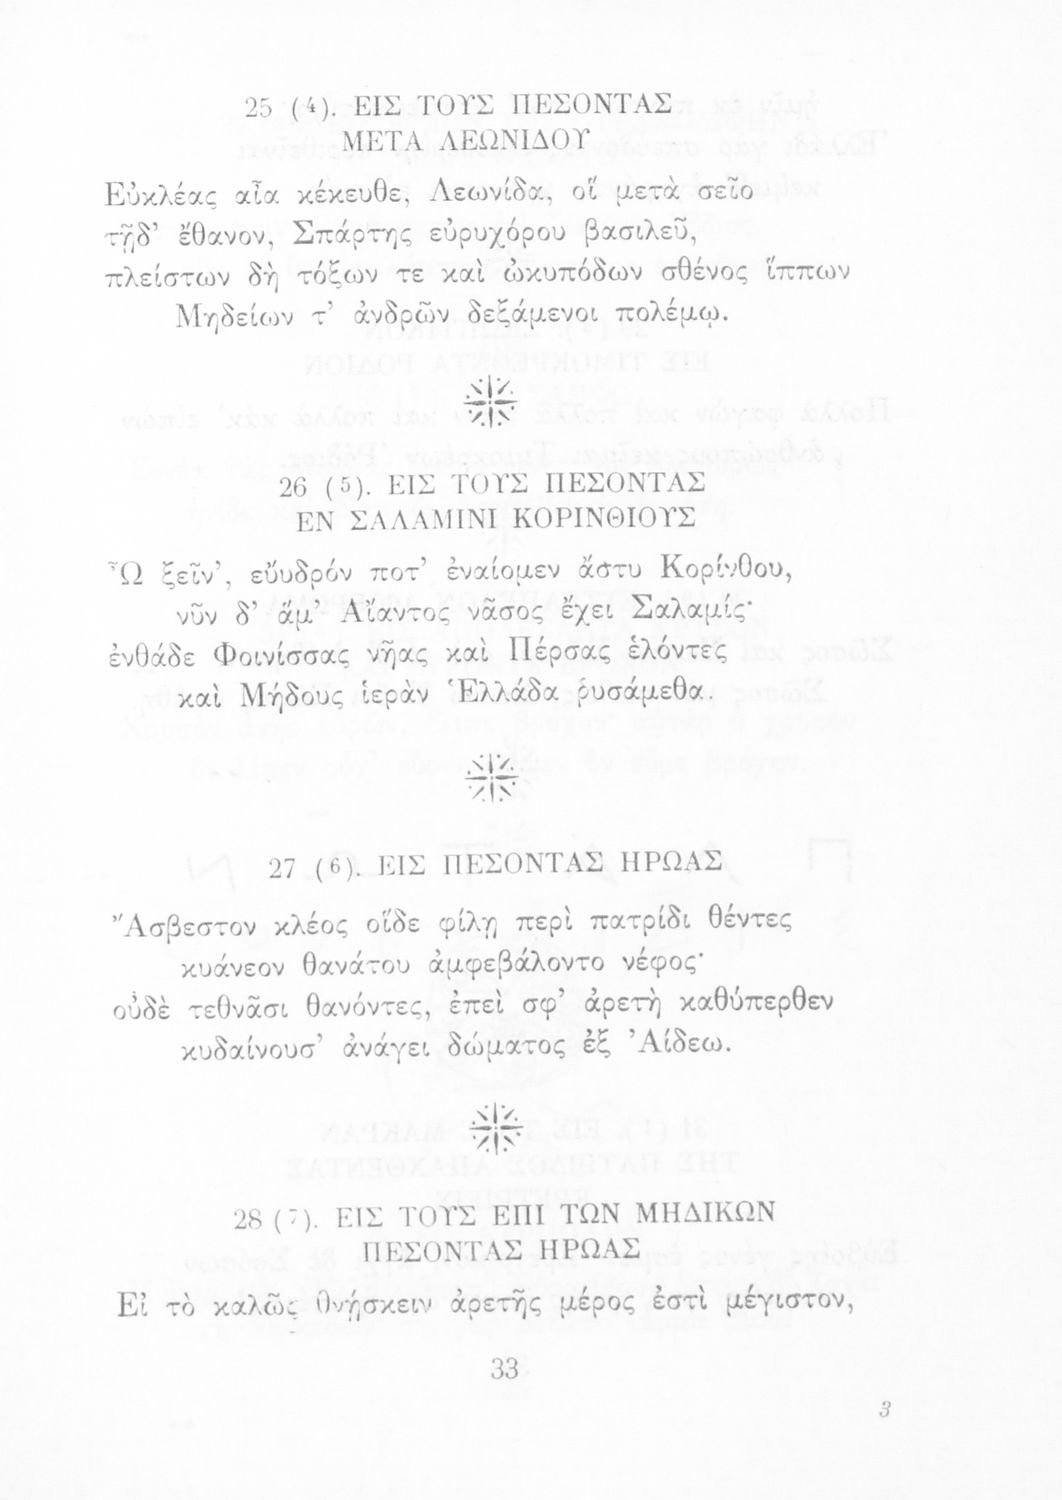 25 (4). ΕΙΣ ΤΟΥΣ ΠΕΣΟΝΤΑΣ
ΜΕΤΑ ΛΕΩΝΙΔΟΥ
Εὐκλέας αἶα κέκευθε, Λεωνίδα, οἵ μετὰ σεῖο
τῇδ’ ἔθανον, Σπάρτης εὐρυχόρου βασιλεῦ,
πλείστων δὴ τόξων τε καὶ ὠκυπόδων σθένος ἵππων
Μηδείων τ’ ἀνδρῶν δεξάμενοι πολέμῳ.
26 (5). ΕΙΣ ΤΟΥΣ ΠΕΣΟΝΤΑΣ
ΕΝ ΣΑΛΑΜΙΝΙ ΚΟΡΙΝΘΙΟΥΣ
Ὦ ξεῖν’, εὔυδρόν ποτ’ ἐναίομεν ἄστυ Κορίνθου,
νῦν δ’ ἅμ’ Αἴαντος νᾶσος ἔχει Σαλαμίς·
ἐνθάδε Φοινίσσας νῆας καὶ Πέρσας ἑλόντες
καὶ Μήδους ἱερὰν Ἑλλάδα ῥυσάμεθα.
27 (6). ΕΙΣ ΠΕΣΟΝΤΑΣ ΗΡΩΑΣ
Ἄσβεστον κλέος οἵδε φίλῃ περὶ πατρίδι θέντες
κυάνεον θανάτου ἀμφεβάλοντο νέφος·
οὐδὲ τεθνᾶσι θανόντες, ἐπεὶ σφ’ ἀρετὴ καθύπερθεν
κυδαίνουσ’ ἀνάγει δώματος ἐξ Ἀίδεω.
28 (7). ΕΙΣ ΤΟΥΣ ΕΠΙ ΤΩΝ ΜΗΔΙΚΩΝ
ΠΕΣΟΝΤΑΣ ΗΡΩΑΣ
Εἰ τὸ καλῶς θνῄσκειν ἀρετῆς μέρος ἐστὶ μέγιστον,
33
3